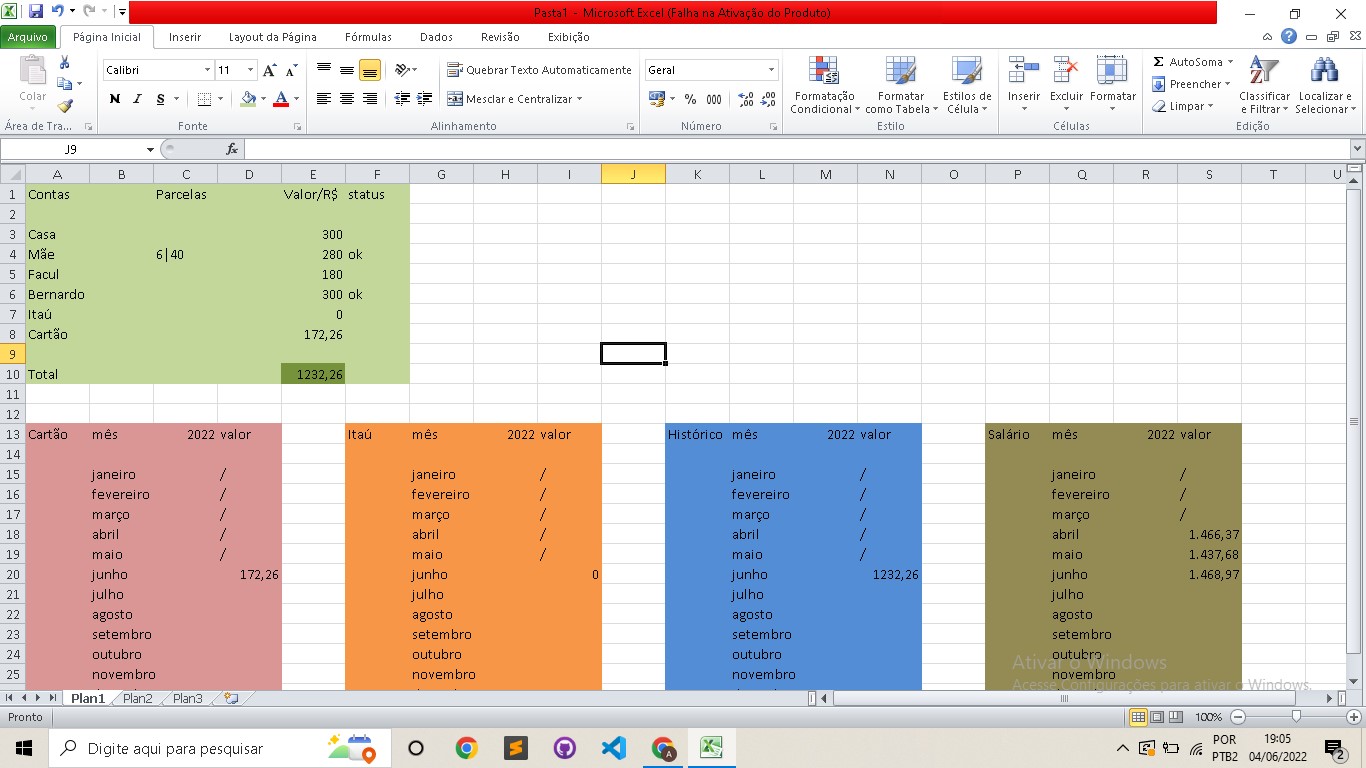 Pasta1 - Microsoft Excel (Falha na Ativação do Produto)
Arquivo Página Inicial Inserir Layout da Página Fórmulas Dados Revisão Exibição
Colar
Calibri 11
N I S
Quebrar Texto Automaticamente
Mesclar e Centralizar
Geral
% 000
Formatação Condicional
Formatar como Tabela
Estilos de Célula
Inserir Excluir Formatar
Σ AutoSoma
Preencher
Limpar
Classificar e Filtrar
Localizar e Selecionar
Área de Tra... Fonte Alinhamento Número Estilo Células Edição
J9 fx
A B C D E F G H I J K L M N O P Q R S T U
1 Contas Parcelas Valor/R$ status
2
3 Casa 300
4 Mãe 6|40 280 ok
5 Facul 180
6 Bernardo 300 ok
7 Itaú 0
8 Cartão 172,26
9
10 Total 1232,26
11
12
13 Cartão mês 2022 valor Itaú mês 2022 valor Histórico mês 2022 valor Salário mês 2022 valor
14
15 janeiro / janeiro / janeiro / janeiro /
16 fevereiro / fevereiro / fevereiro / fevereiro /
17 março / março / março / março /
18 abril / abril / abril / abril 1.466,37
19 maio / maio / maio / maio 1.437,68
20 junho 172,26 junho 0 junho 1232,26 junho 1.468,97
21 julho julho julho julho
22 agosto agosto agosto agosto
23 setembro setembro setembro setembro
24 outubro outubro outubro outubro
25 novembro novembro novembro novembro
Ativar o Windows
Acesse Configurações para ativar o Windows.
Plan1 Plan2 Plan3
Pronto 100%
Digite aqui para pesquisar
POR 19:05
PTB2 04/06/2022
2